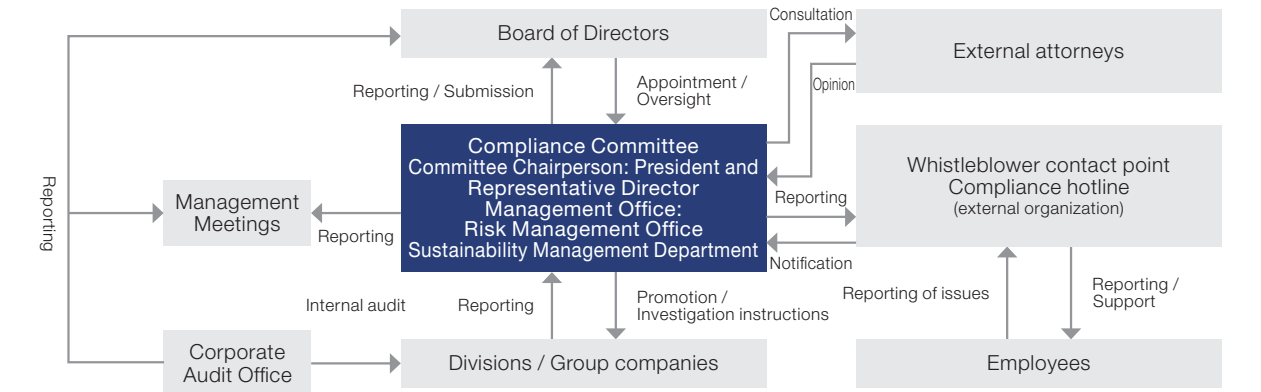 Consultation
Board of Directors
External attorneys
Reporting / Submission
Appointment /
Oversight
Opinion
Compliance Committee
Committee Chairperson: President and
Representative Director
Management Office:
Risk Management Office
Sustainability Management Department
Whistleblower contact point
Compliance hotline
(external organization)
Reporting
Management
Meetings
Reporting
Reporting
Notification
Internal audit
Reporting
Promotion /
Investigation instructions
Reporting of issues
Reporting /
Support
Corporate
Audit Office
Divisions / Group companies
Employees